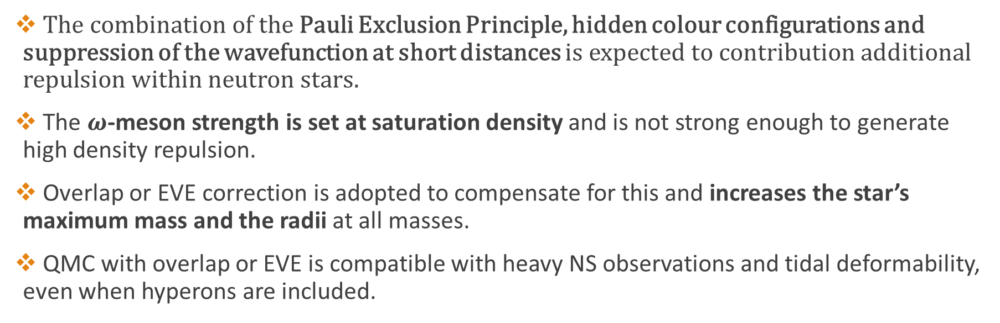 ❖ The combination of the Pauli Exclusion Principle, hidden colour configurations and
suppression of the wavefunction at short distances is expected to contribution additional
repulsion within neutron stars.
❖ The ω-meson strength is set at saturation density and is not strong enough to generate
high density repulsion.
❖ Overlap or EVE correction is adopted to compensate for this and increases the star’s
maximum mass and the radii at all masses.
❖ QMC with overlap or EVE is compatible with heavy NS observations and tidal deformability,
even when hyperons are included.